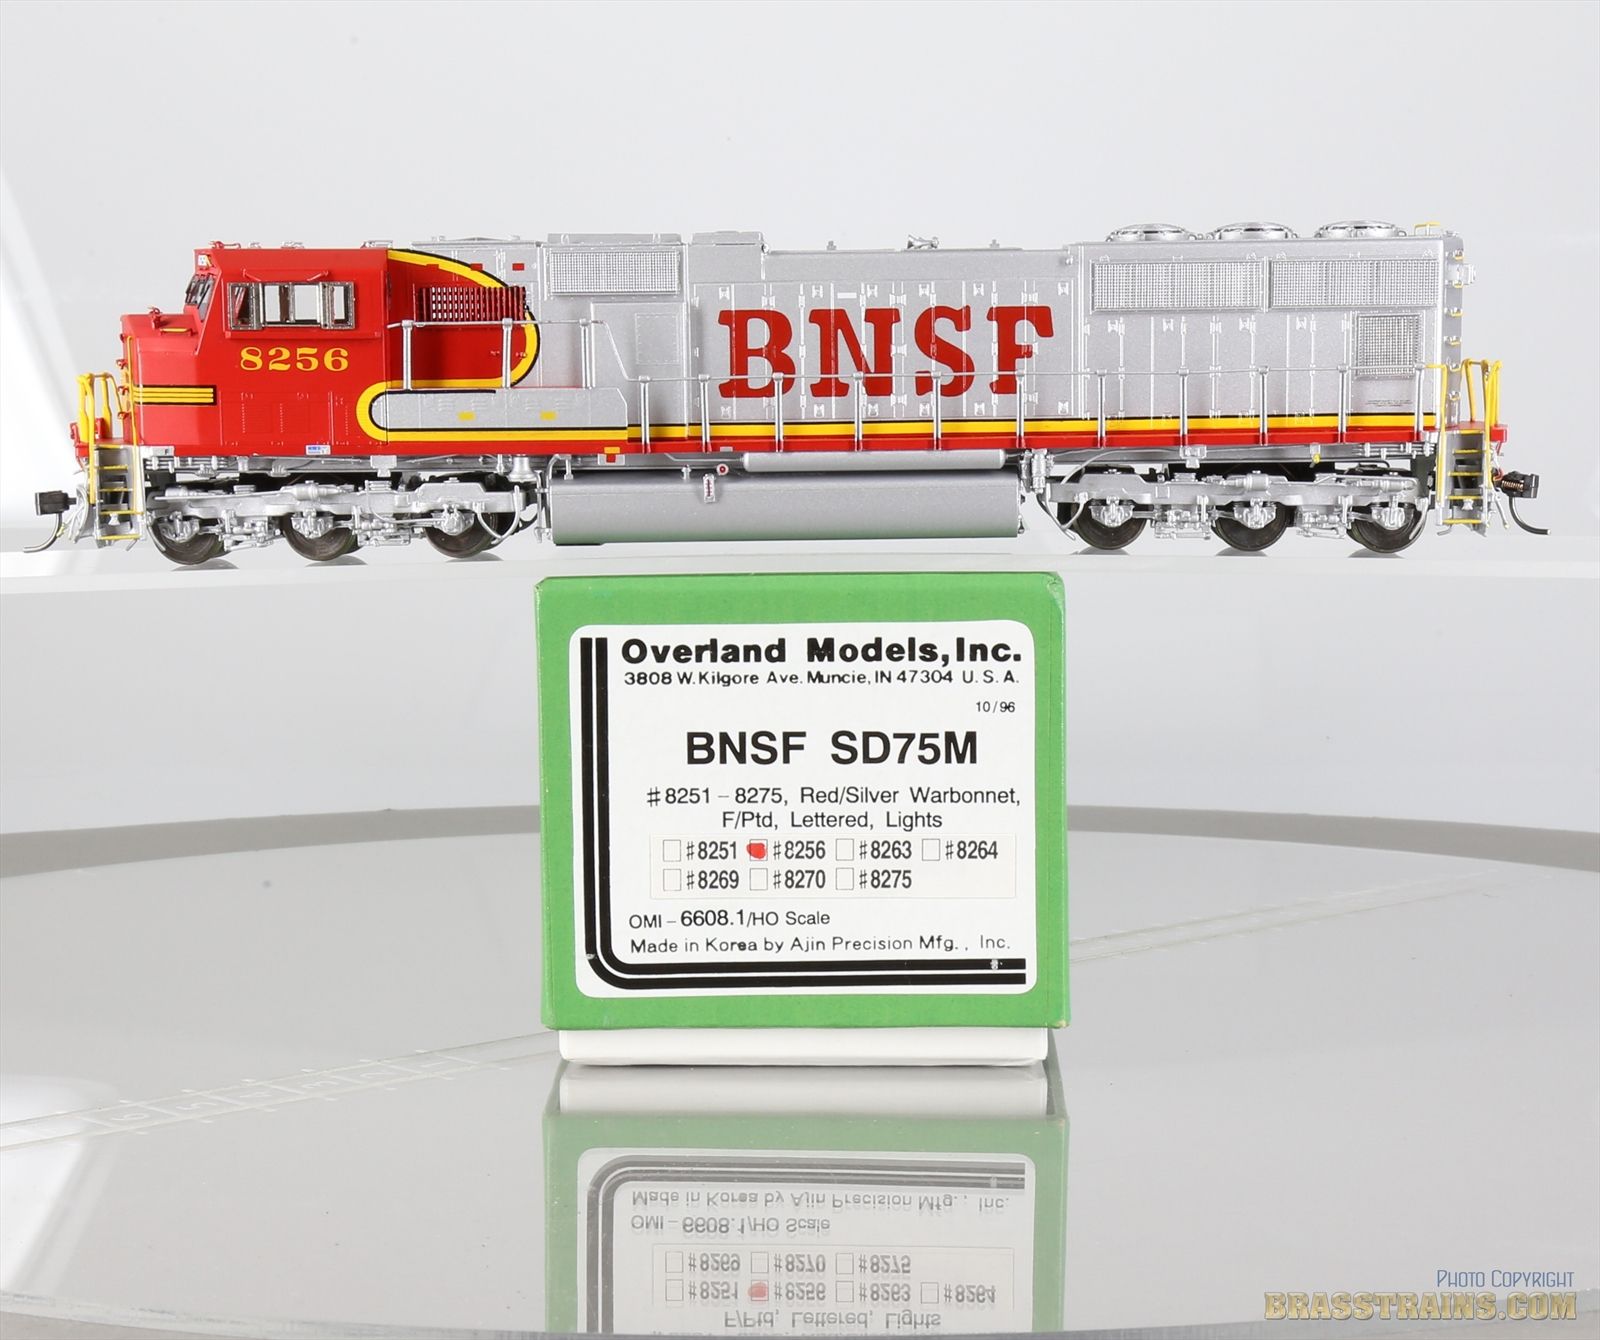 8256
BNSF
Overland Models, Inc.
3808 W. Kilgore Ave. Muncie, IN 47304 U.S.A.
10/96
BNSF SD75M
#8251 - 8275, Red/Silver Warbonnet,
F/Ptd, Lettered, Lights
#8251 #8256 #8263 #8264
#8269 #8270 #8275
OMI - 6608.1/HO Scale
Made in Korea by Ajin Precision Mfg., Inc.
Photo Copyright
BRASSTRAINS.COM